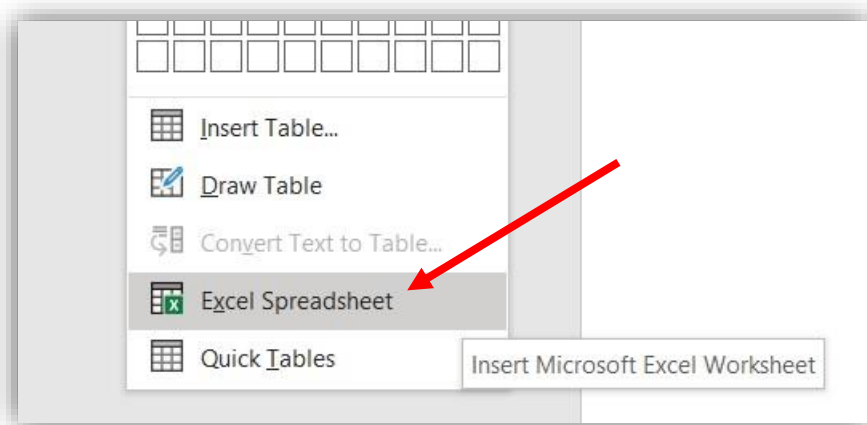 Insert Table...
Draw Table
Convert Text to Table...
Excel Spreadsheet
Quick Tables
Insert Microsoft Excel Worksheet